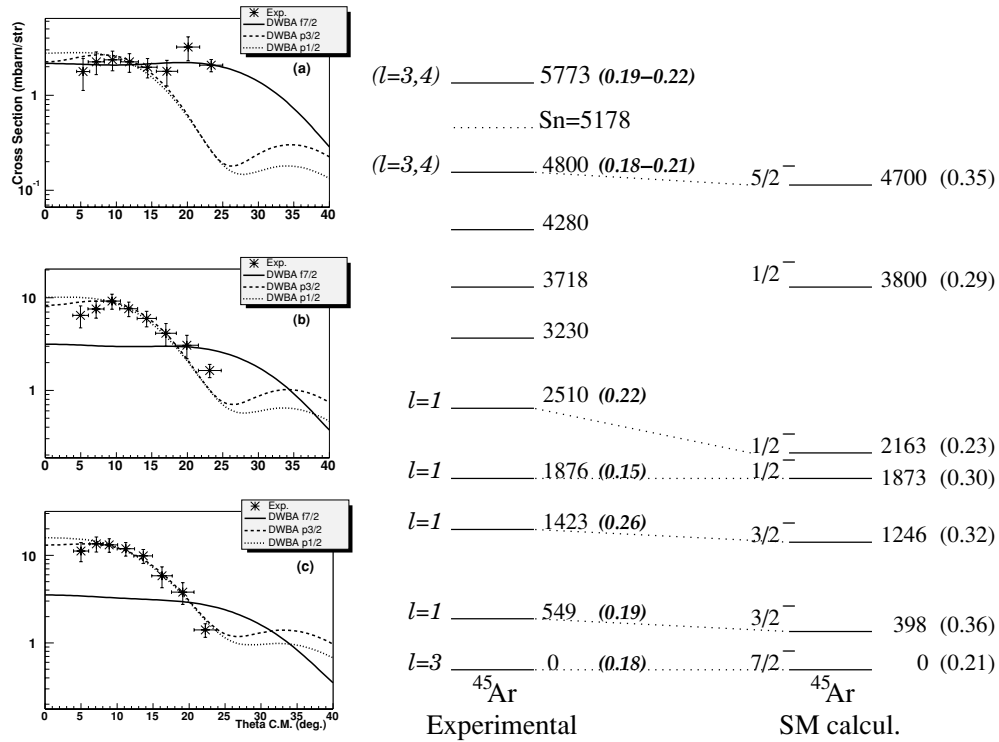 Cross Section (mbarn/str)
Exp.
DWBA f7/2
DWBA p3/2
DWBA p1/2
(a)
1
10^-1
0 5 10 15 20 25 30 35 40
Exp.
DWBA f7/2
DWBA p3/2
DWBA p1/2
(b)
10
1
0 5 10 15 20 25 30 35 40
Exp.
DWBA f7/2
DWBA p3/2
DWBA p1/2
(c)
10
1
0 5 10 15 20 25 30 35 40
Theta C.M. (deg.)
(l=3,4) 5773 (0.19–0.22)
Sn=5178
(l=3,4) 4800 (0.18–0.21)
4280
3718
3230
l=1 2510 (0.22)
l=1 1876 (0.15)
l=1 1423 (0.26)
l=1 549 (0.19)
l=3 0 (0.18)
45Ar
Experimental
5/2− 4700 (0.35)
1/2− 3800 (0.29)
1/2− 2163 (0.23)
1/2− 1873 (0.30)
3/2− 1246 (0.32)
3/2− 398 (0.36)
7/2− 0 (0.21)
45Ar
SM calcul.